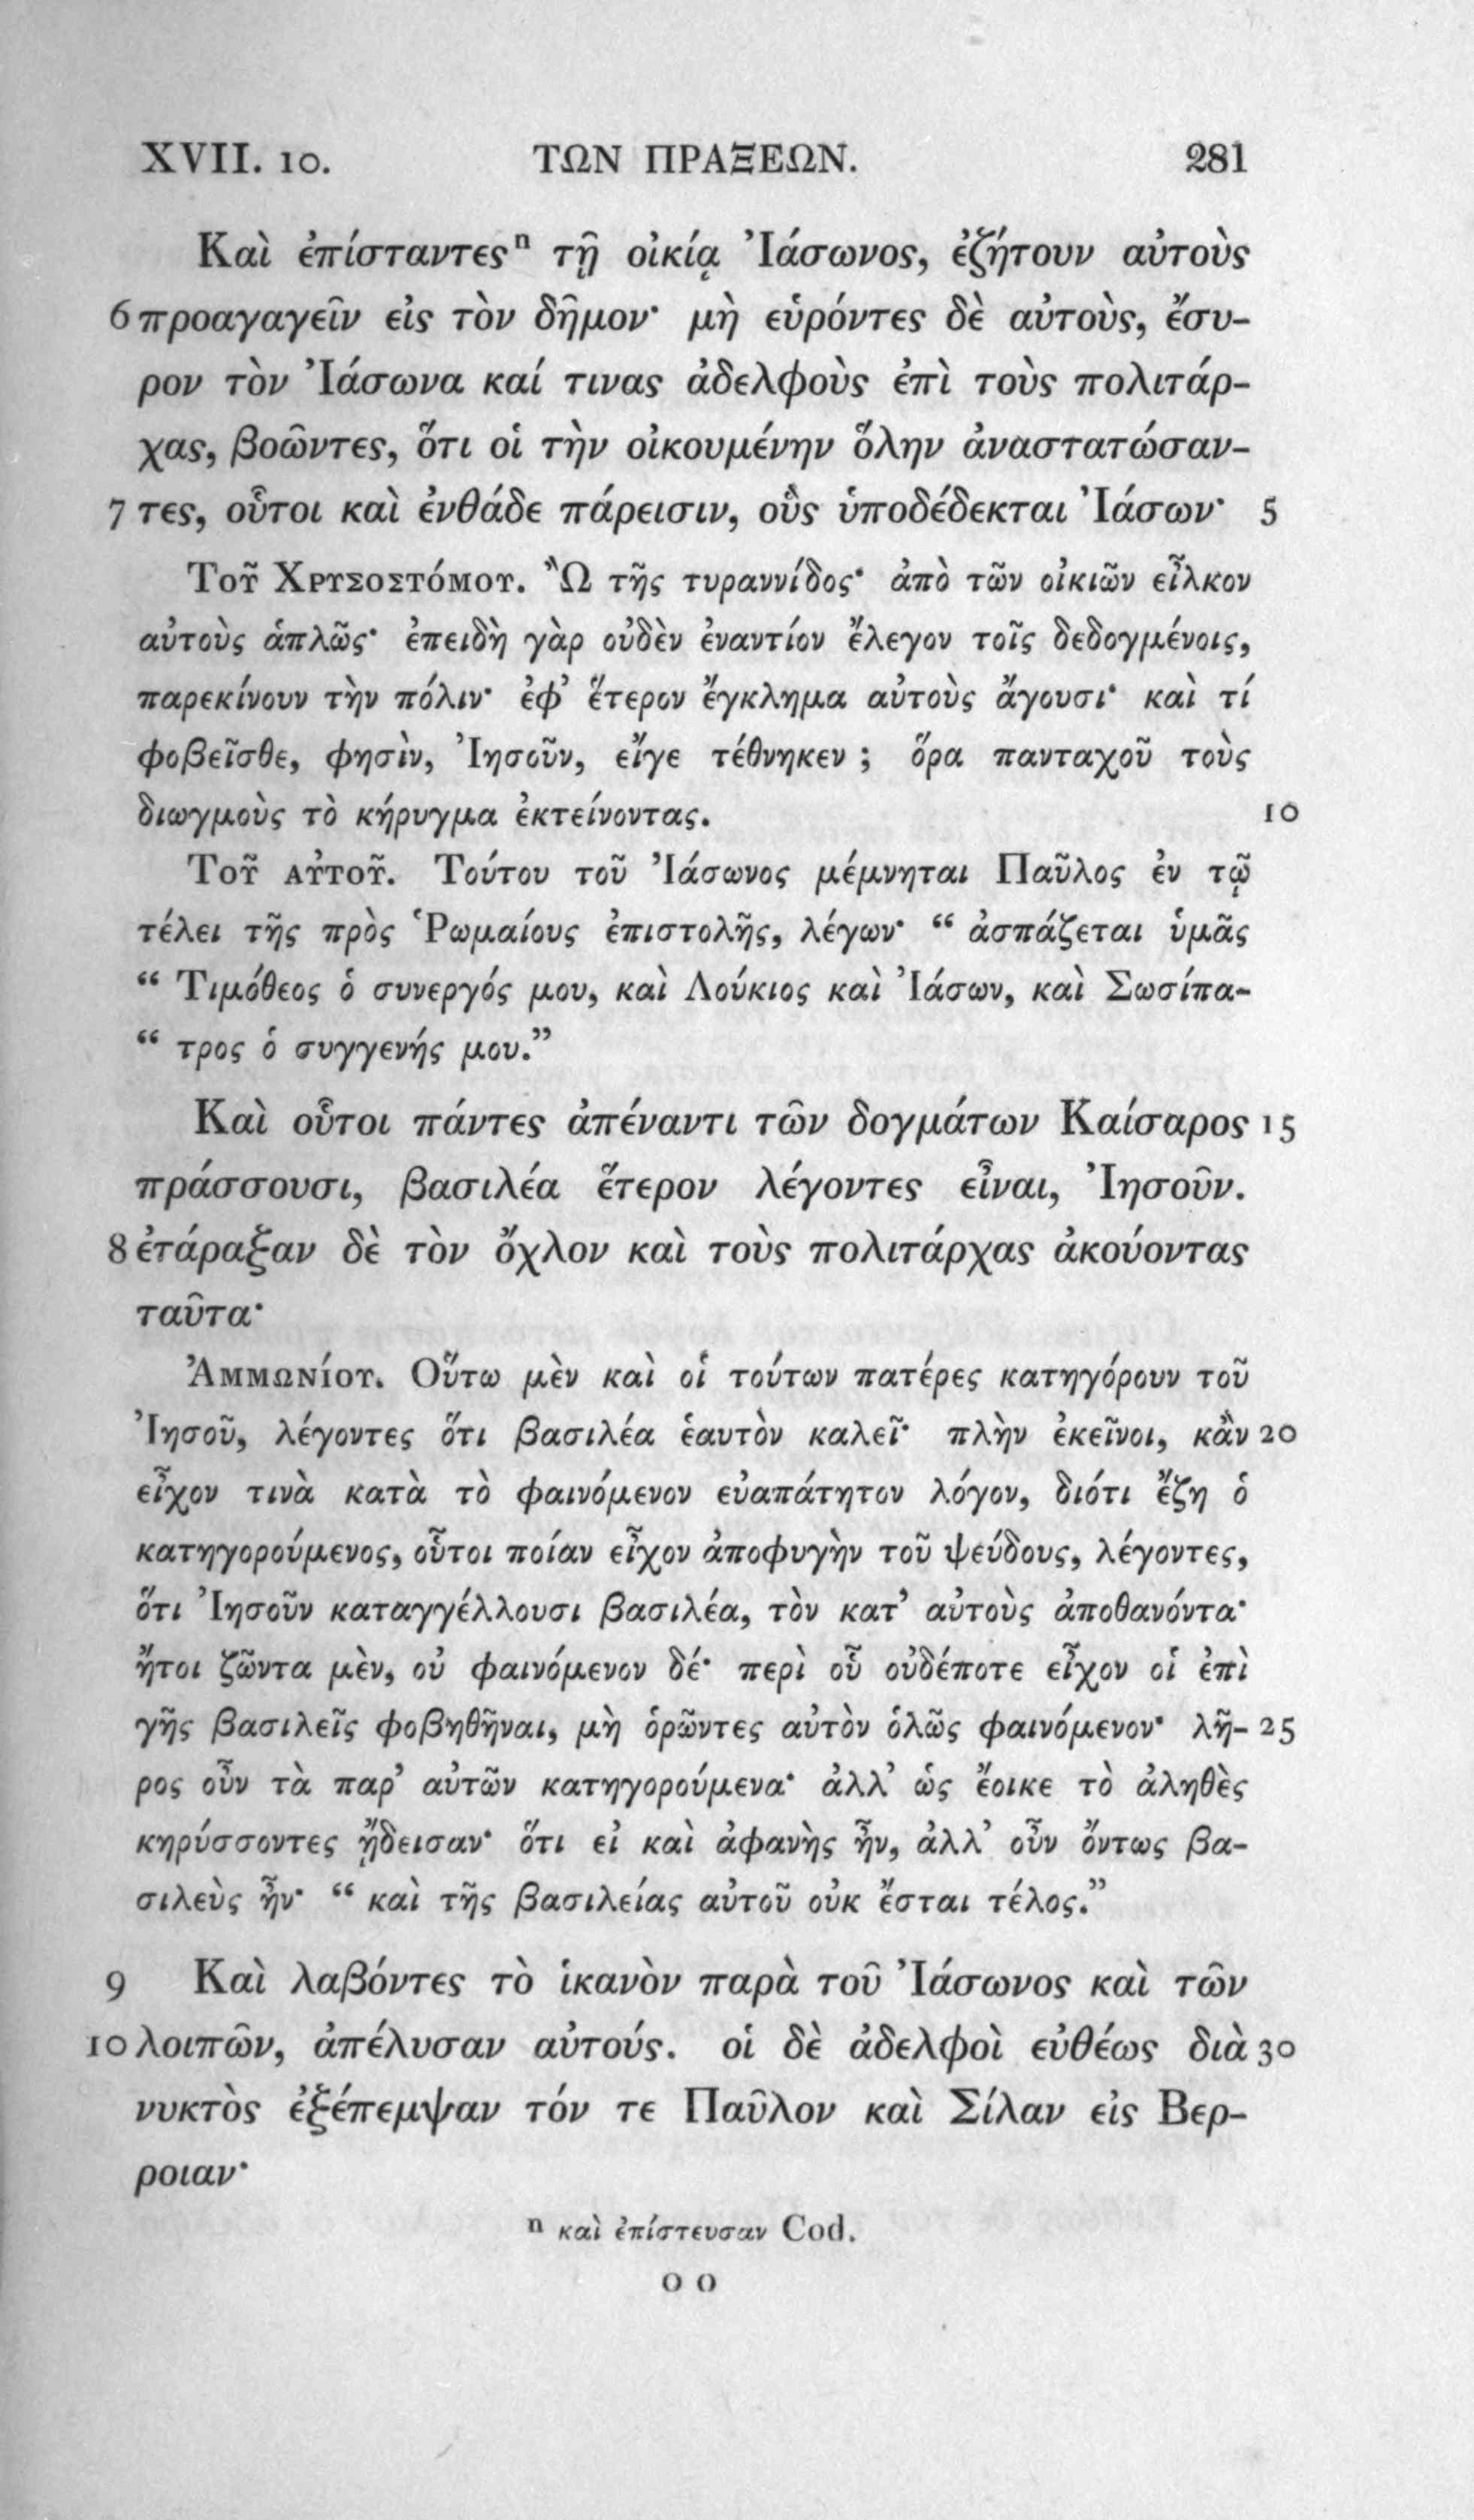 XVII. 10. ΤΩΝ ΠΡΑΞΕΩΝ. 281
Καὶ ἐπίσταντες<sup>n</sup> τῇ οἰκίᾳ Ἰάσωνος, ἐζήτουν αὐτοὺς
6 προαγαγεῖν εἰς τὸν δῆμον· μὴ εὑρόντες δὲ αὐτοὺς, ἔσυ-
ρον τὸν Ἰάσωνα καί τινας ἀδελφοὺς ἐπὶ τοὺς πολιτάρ-
χας, βοῶντες, ὅτι οἱ τὴν οἰκουμένην ὅλην ἀναστατώσαν-
7 τες, οὗτοι καὶ ἐνθάδε πάρεισιν, οὓς ὑποδέδεκται Ἰάσων· 5
Τοῦ Χρυσοστόμου. Ὢ τῆς τυραννίδος· ἀπὸ τῶν οἰκιῶν εἷλκον
αὐτοὺς ἁπλῶς· ἐπειδὴ γὰρ οὐδὲν ἐναντίον ἔλεγον τοῖς δεδογμένοις,
παρεκίνουν τὴν πόλιν· ἐφ’ ἕτερον ἔγκλημα αὐτοὺς ἄγουσι· καὶ τί
φοβεῖσθε, φησὶν, Ἰησοῦν, εἴγε τέθνηκεν ; ὅρα πανταχοῦ τοὺς
διωγμοὺς τὸ κήρυγμα ἐκτείνοντας. 10
Τοῦ αὐτοῦ. Τούτου τοῦ Ἰάσωνος μέμνηται Παῦλος ἐν τῷ
τέλει τῆς πρὸς Ῥωμαίους ἐπιστολῆς, λέγων· “ ἀσπάζεται ὑμᾶς
“ Τιμόθεος ὁ συνεργός μου, καὶ Λούκιος καὶ Ἰάσων, καὶ Σωσίπα-
“ τρος ὁ συγγενής μου.”
Καὶ οὗτοι πάντες ἀπέναντι τῶν δογμάτων Καίσαρος 15
πράσσουσι, βασιλέα ἕτερον λέγοντες εἶναι, Ἰησοῦν.
8 ἐτάραξαν δὲ τὸν ὄχλον καὶ τοὺς πολιτάρχας ἀκούοντας
ταῦτα·
Ἀμμωνίου. Οὕτω μὲν καὶ οἱ τούτων πατέρες κατηγόρουν τοῦ
Ἰησοῦ, λέγοντες ὅτι βασιλέα ἑαυτὸν καλεῖ· πλὴν ἐκεῖνοι, κἂν 20
εἶχον τινὰ κατὰ τὸ φαινόμενον εὐαπάτητον λόγον, διότι ἔζη ὁ
κατηγορούμενος, οὗτοι ποίαν εἶχον ἀποφυγὴν τοῦ ψεύδους, λέγοντες,
ὅτι Ἰησοῦν καταγγέλλουσι βασιλέα, τὸν κατ’ αὐτοὺς ἀποθανόντα·
ἤτοι ζῶντα μὲν, οὐ φαινόμενον δέ· περὶ οὗ οὐδέποτε εἶχον οἱ ἐπὶ
γῆς βασιλεῖς φοβηθῆναι, μὴ ὁρῶντες αὐτὸν ὁλῶς φαινόμενον· λῆ- 25
ρος οὖν τὰ παρ’ αὐτῶν κατηγορούμενα· ἀλλ’ ὡς ἔοικε τὸ ἀληθὲς
κηρύσσοντες ᾔδεισαν· ὅτι εἰ καὶ ἀφανὴς ἦν, ἀλλ’ οὖν ὄντως βα-
σιλεὺς ἦν· “ καὶ τῆς βασιλείας αὐτοῦ οὐκ ἔσται τέλος.”
9 Καὶ λαβόντες τὸ ἱκανὸν παρὰ τοῦ Ἰάσωνος καὶ τῶν
10 λοιπῶν, ἀπέλυσαν αὐτούς. οἱ δὲ ἀδελφοὶ εὐθέως διὰ 30
νυκτὸς ἐξέπεμψαν τόν τε Παῦλον καὶ Σίλαν εἰς Βερ-
ροιαν·
<sup>n</sup> καὶ ἐπίστευσαν Cod.
O O